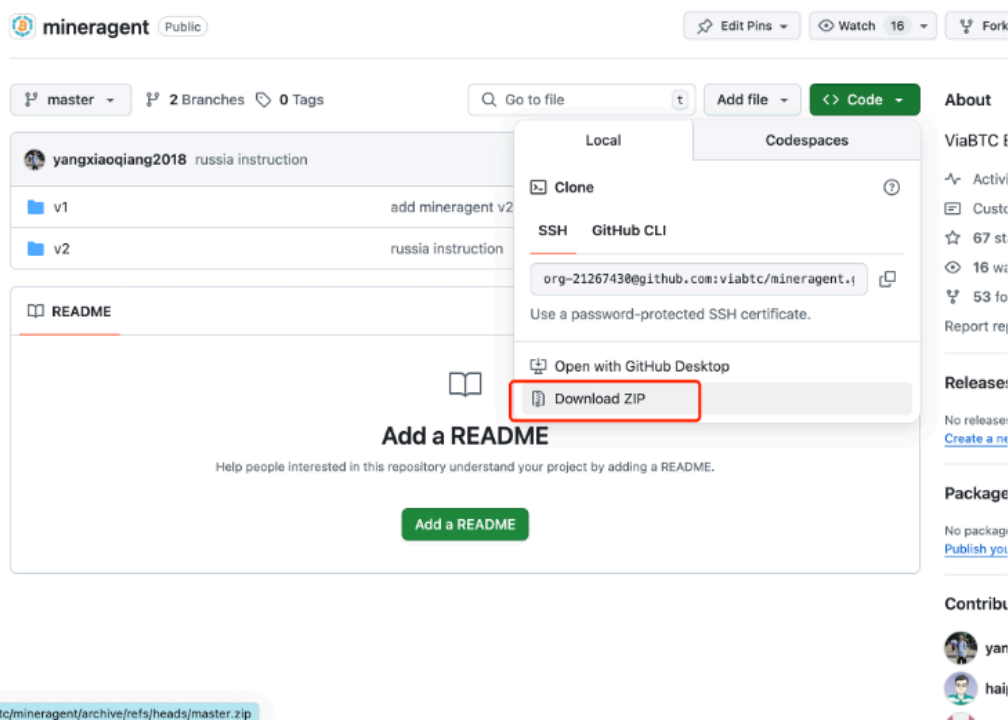 mineragent Public
Edit Pins
Watch 16
Fork
master
2 Branches
0 Tags
Go to file
t
Add file
Code
About
yangxiaoqiang2018 russia instruction
v1 add mineragent v2
v2 russia instruction
README
Add a README
Help people interested in this repository understand your project by adding a README.
Add a README
Local
Codespaces
Clone
SSH
GitHub CLI
org-21267430@github.com:viabtc/mineragent.g
Use a password-protected SSH certificate.
Open with GitHub Desktop
Download ZIP
ViaBTC
Activi
Custo
67 st
16 wa
53 fo
Report rep
Releases
No releases
Create a ne
Package
No packag
Publish you
Contribu
yan
haip
tc/mineragent/archive/refs/heads/master.zip